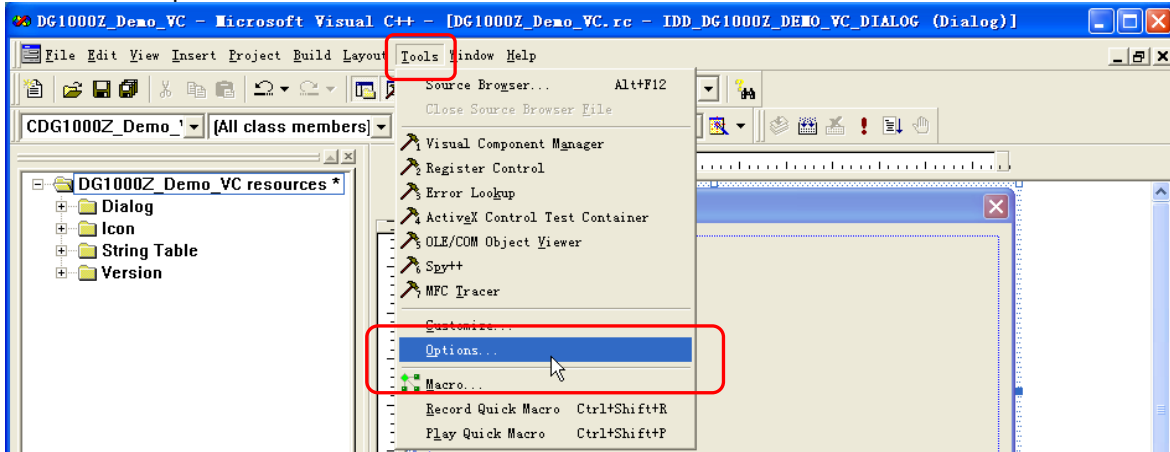 DG1000Z_Demo_VC - Microsoft Visual C++ - [DG1000Z_Demo_VC.rc - IDD_DG1000Z_DEMO_VC_DIALOG (Dialog)]
File Edit View Insert Project Build Layout Tools Window Help
CDG1000Z_Demo_ [All class members]
Source Browser... Alt+F12
Close Source Browser File
Visual Component Manager
Register Control
Error Lookup
ActiveX Control Test Container
OLE/COM Object Viewer
Spy++
MFC Tracer
Customize...
Options...
Macro...
Record Quick Macro Ctrl+Shift+R
Play Quick Macro Ctrl+Shift+P
DG1000Z_Demo_VC resources *
Dialog
Icon
String Table
Version